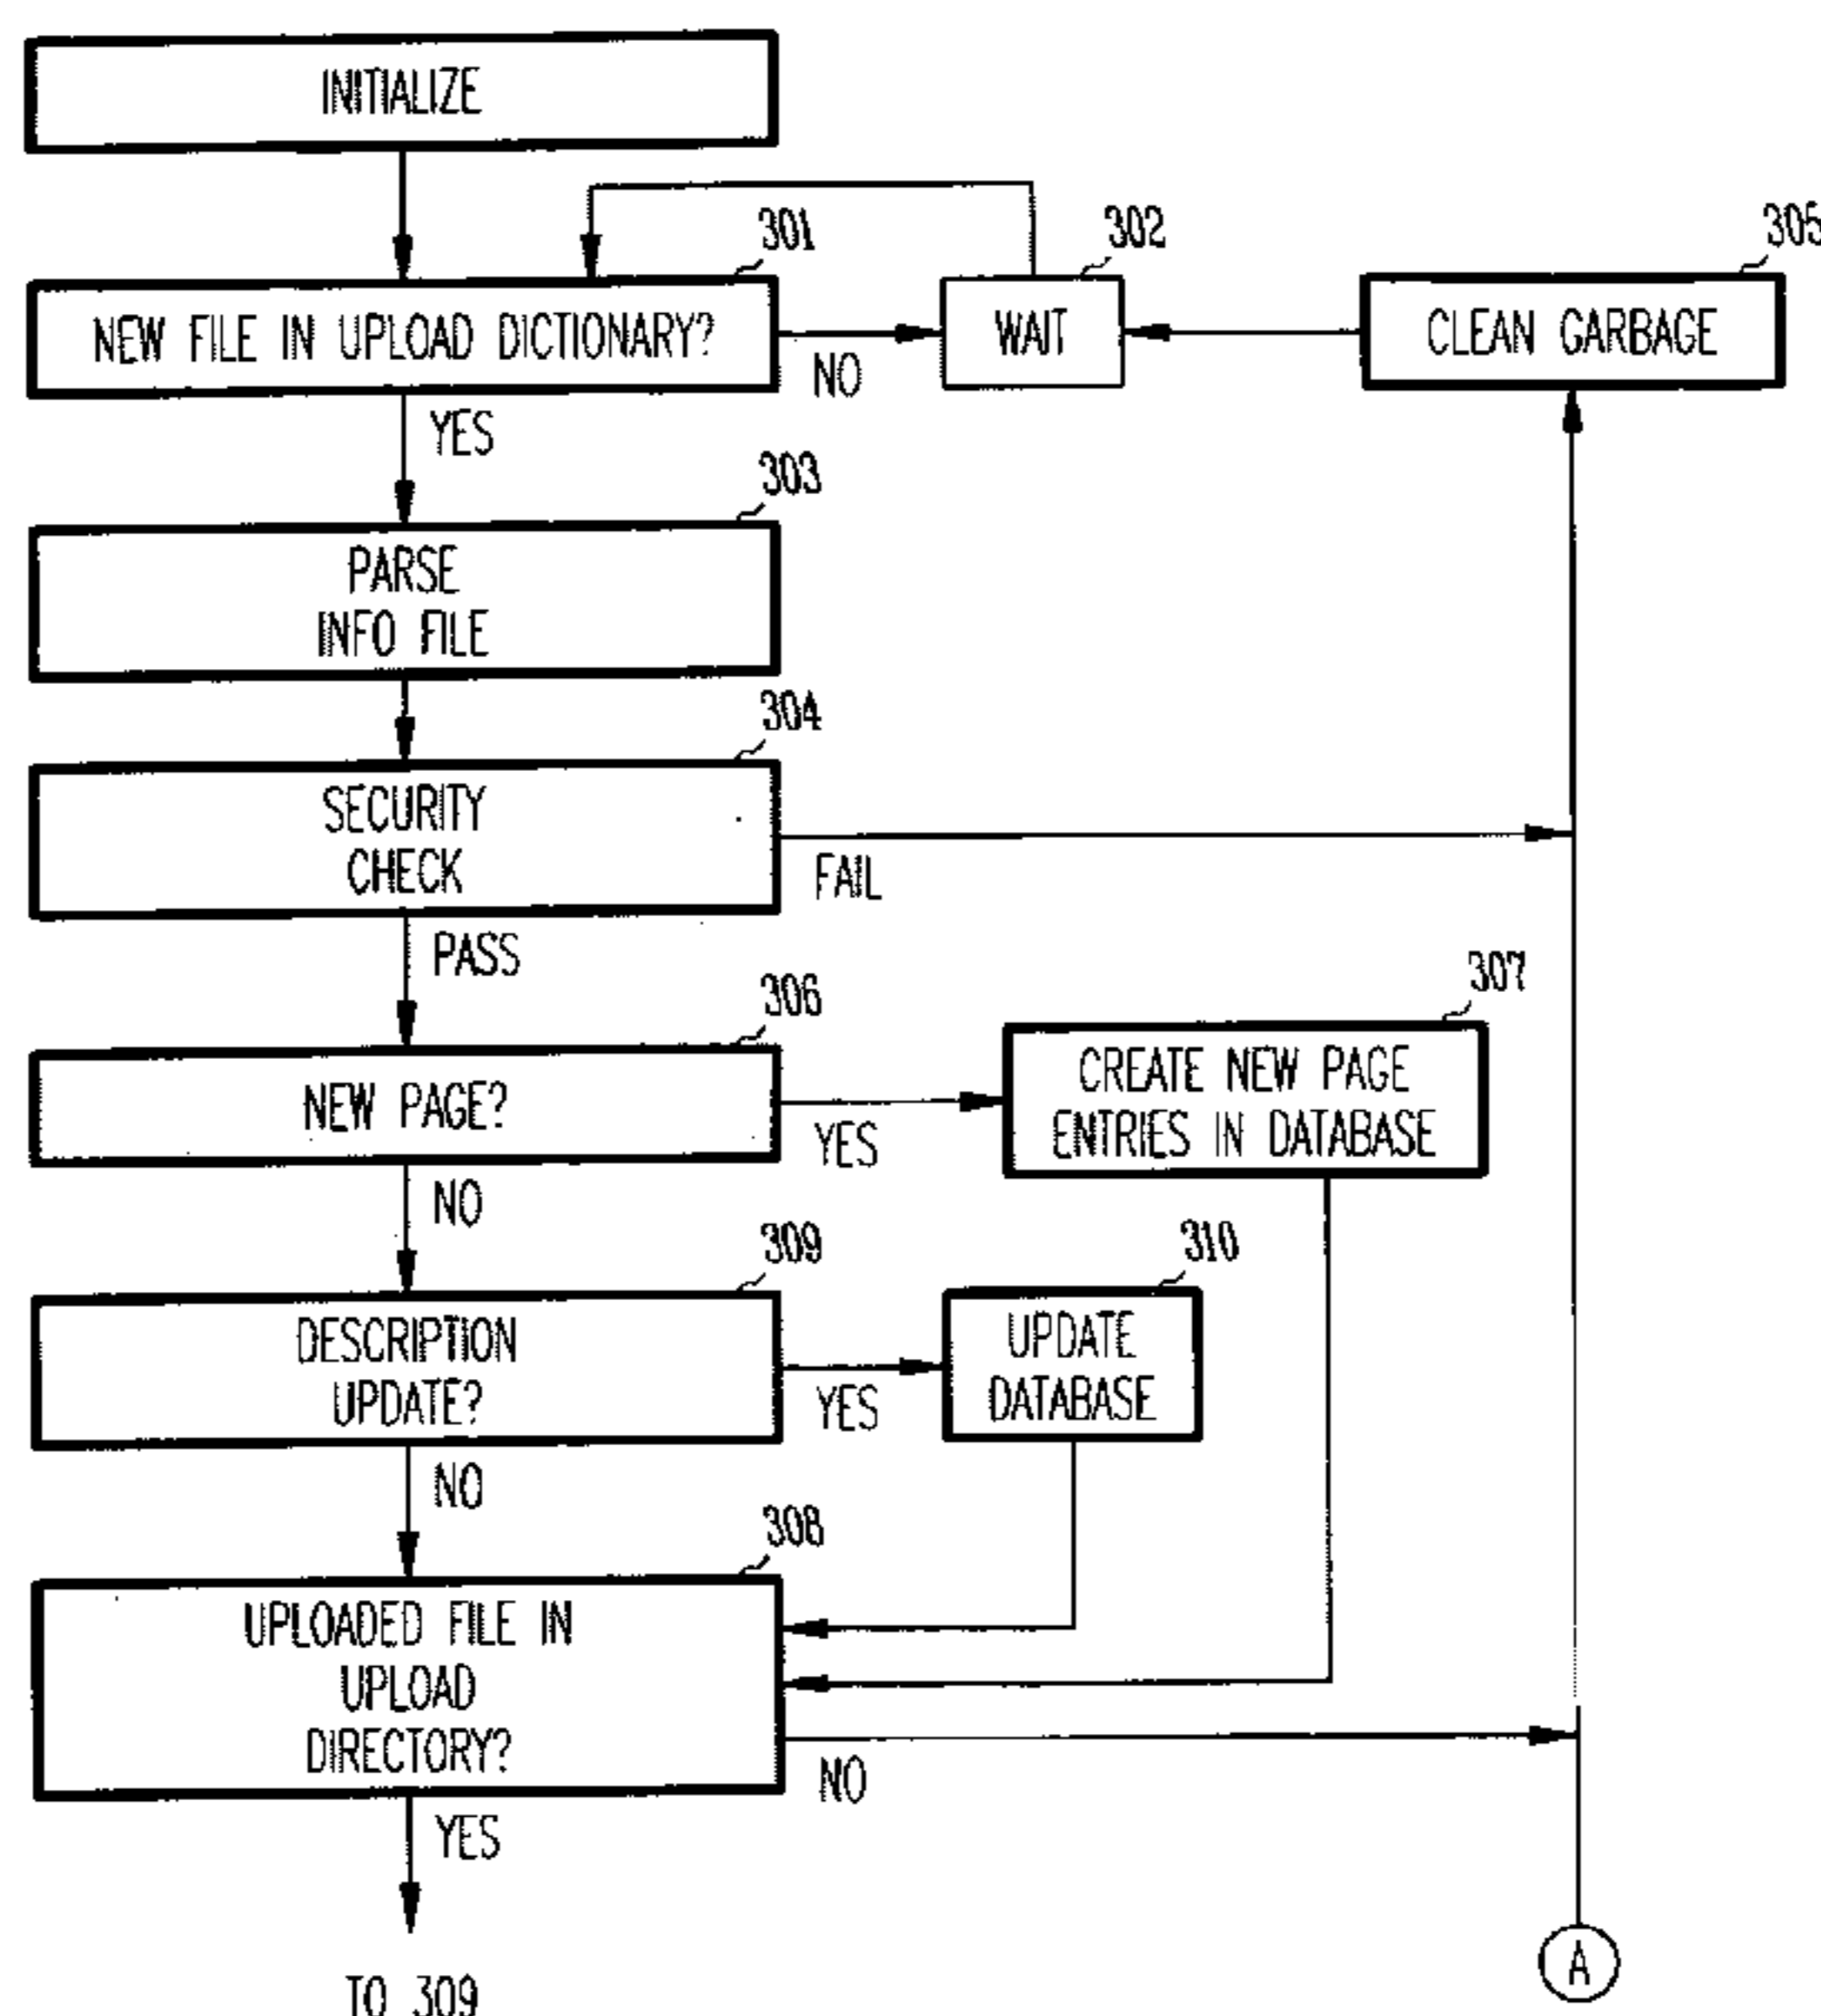 INITIALIZE
301
302
305
NEW FILE IN UPLOAD DICTIONARY?
NO
WAIT
CLEAN GARBAGE
YES
303
PARSE
INFO FILE
304
SECURITY
CHECK
FAIL
PASS
306
307
NEW PAGE?
YES
CREATE NEW PAGE
ENTRIES IN DATABASE
NO
309
310
DESCRIPTION
UPDATE?
YES
UPDATE
DATABASE
NO
308
UPLOADED FILE IN
UPLOAD
DIRECTORY?
NO
YES
TO 309
A